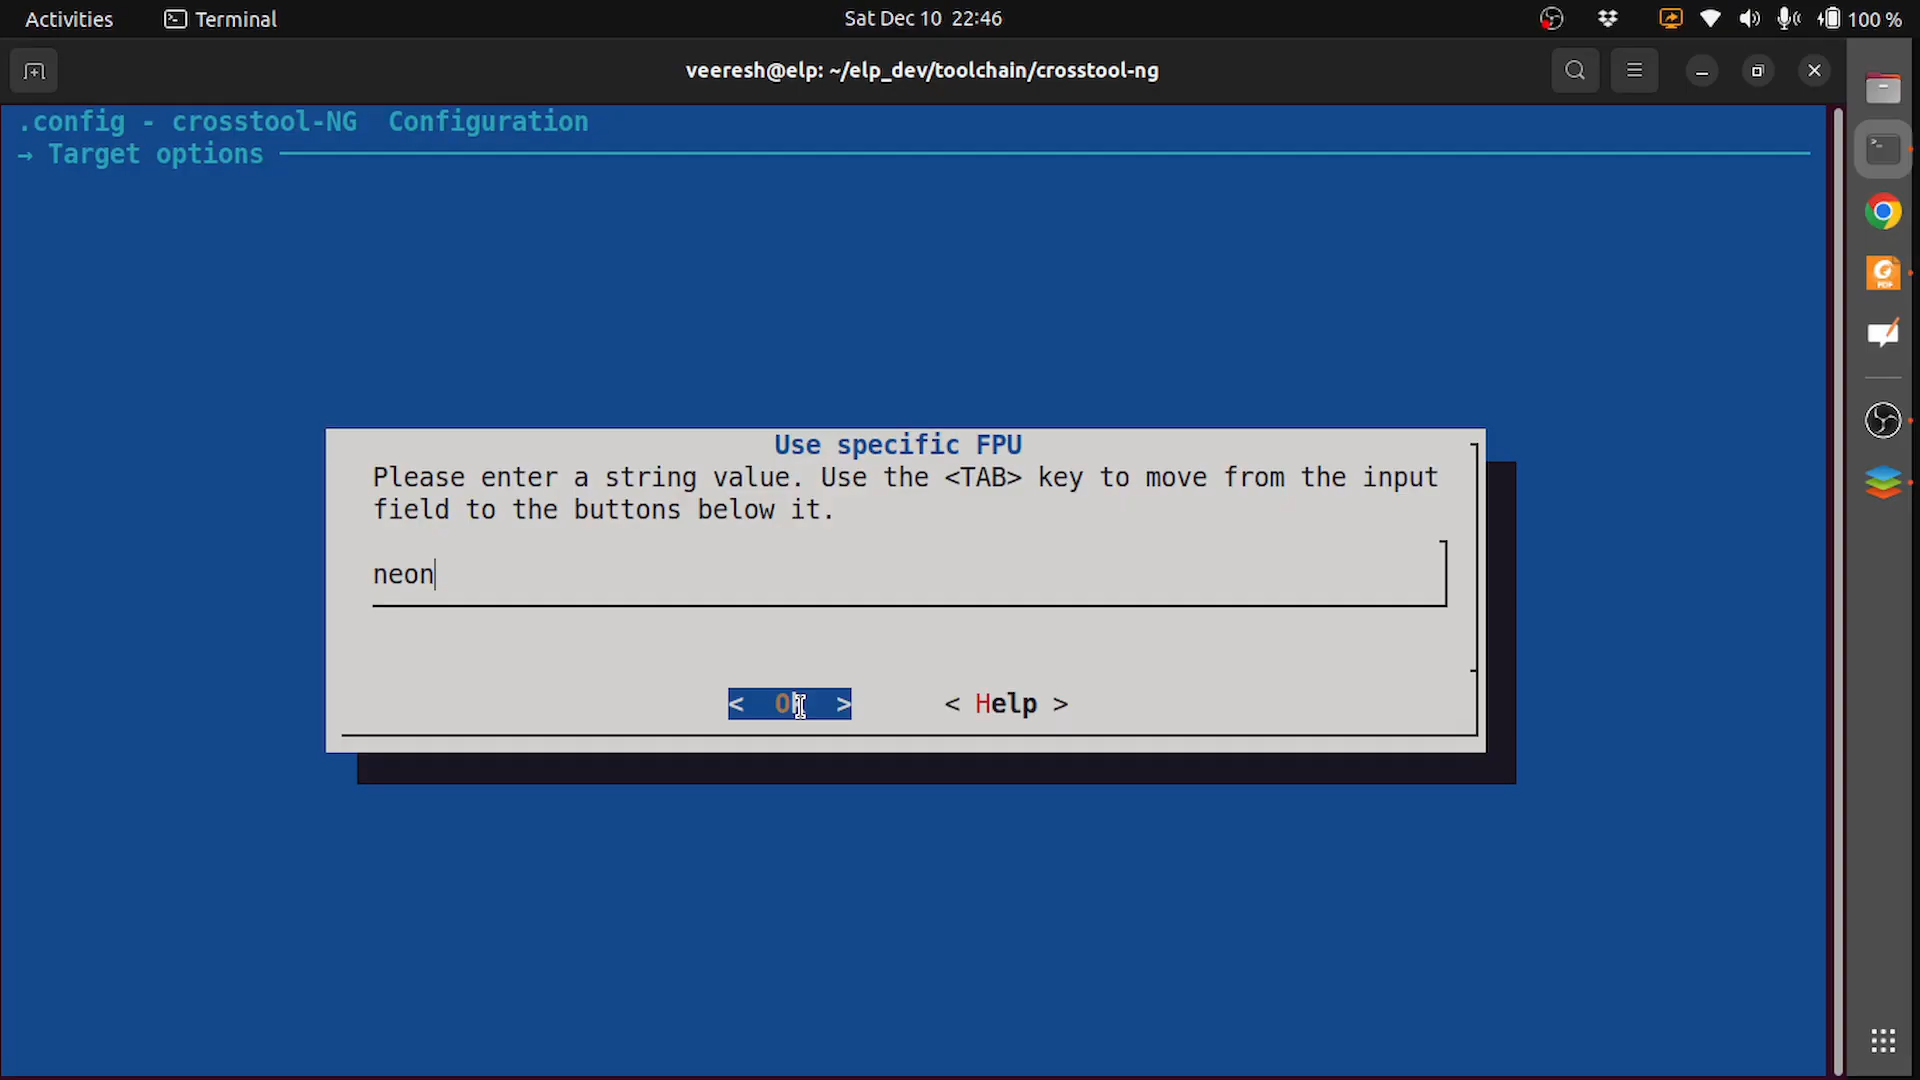 Activities Terminal Sat Dec 10 22:46 100 %
veeresh@elp: ~/elp_dev/toolchain/crosstool-ng
.config - crosstool-NG Configuration
→ Target options
Use specific FPU
Please enter a string value. Use the <TAB> key to move from the input
field to the buttons below it.
neon
< Ok > < Help >
PDF